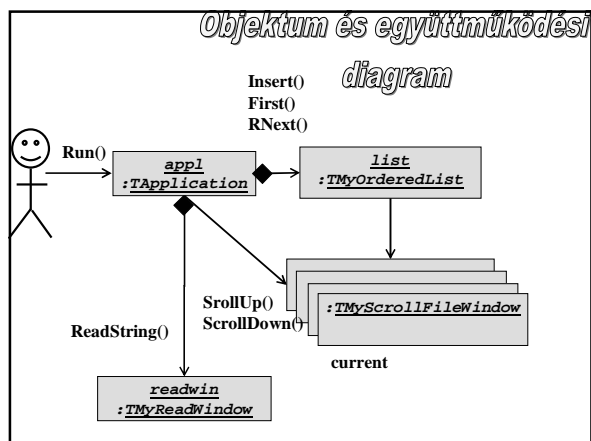 Objektum és együttműködési
diagram
Insert()
First()
RNext()
Run()
appl
:TApplication
list
:TMyOrderedList
SrollUp()
ScrollDown()
:TMyScrollFileWindow
ReadString()
current
readwin
:TMyReadWindow